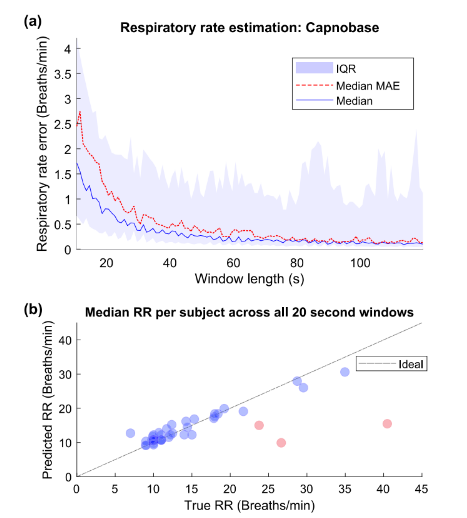 (a)
Respiratory rate estimation: Capnobase
Respiratory rate error (Breaths/min)
4
3.5
3
2.5
2
1.5
1
0.5
0
IQR
Median MAE
Median
20
40
60
80
100
Window length (s)
(b)
Median RR per subject across all 20 second windows
Predicted RR (Breaths/min)
40
30
20
10
0
Ideal
0
5
10
15
20
25
30
35
40
45
True RR (Breaths/min)